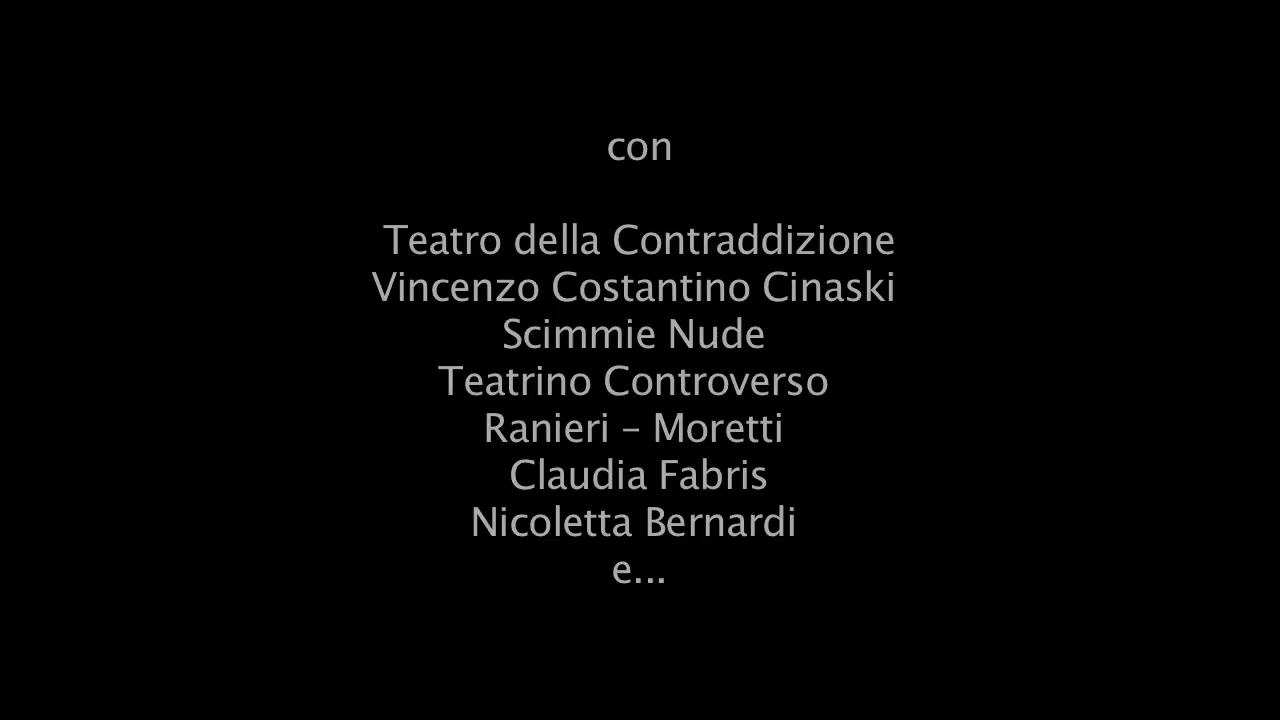 con
Teatro della Contraddizione
Vincenzo Costantino Cinaski
Scimmie Nude
Teatrino Controverso
Ranieri - Moretti
Claudia Fabris
Nicoletta Bernardi
e...